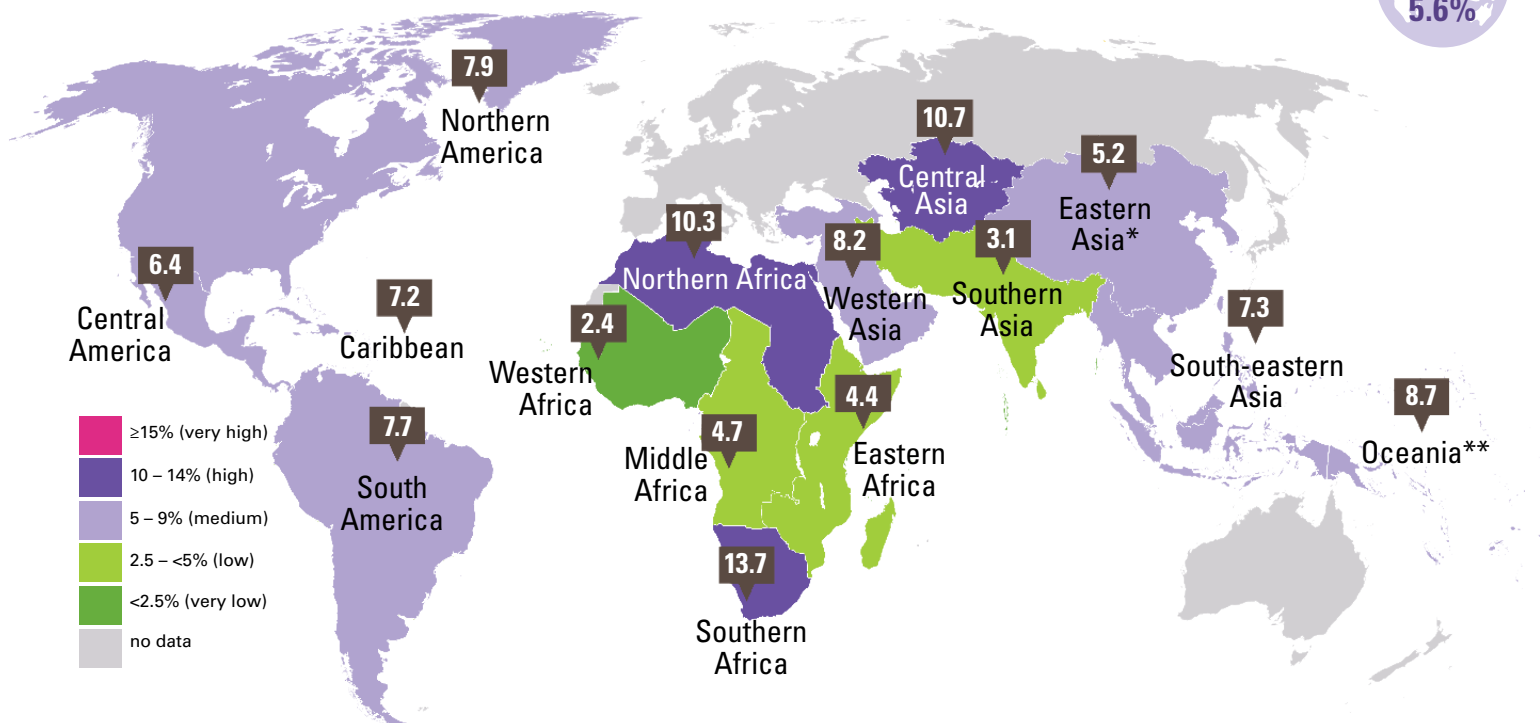 5.6%
7.9
Northern
America
10.7
Central
Asia
5.2
Eastern
Asia*
10.3
Northern Africa
8.2
Western
Asia
3.1
Southern
Asia
6.4
Central
America
7.2
Caribbean
2.4
Western
Africa
7.3
South-eastern
Asia
8.7
Oceania**
7.7
South
America
4.7
Middle
Africa
4.4
Eastern
Africa
13.7
Southern
Africa
≥15% (very high)
10 – 14% (high)
5 – 9% (medium)
2.5 – <5% (low)
<2.5% (very low)
no data